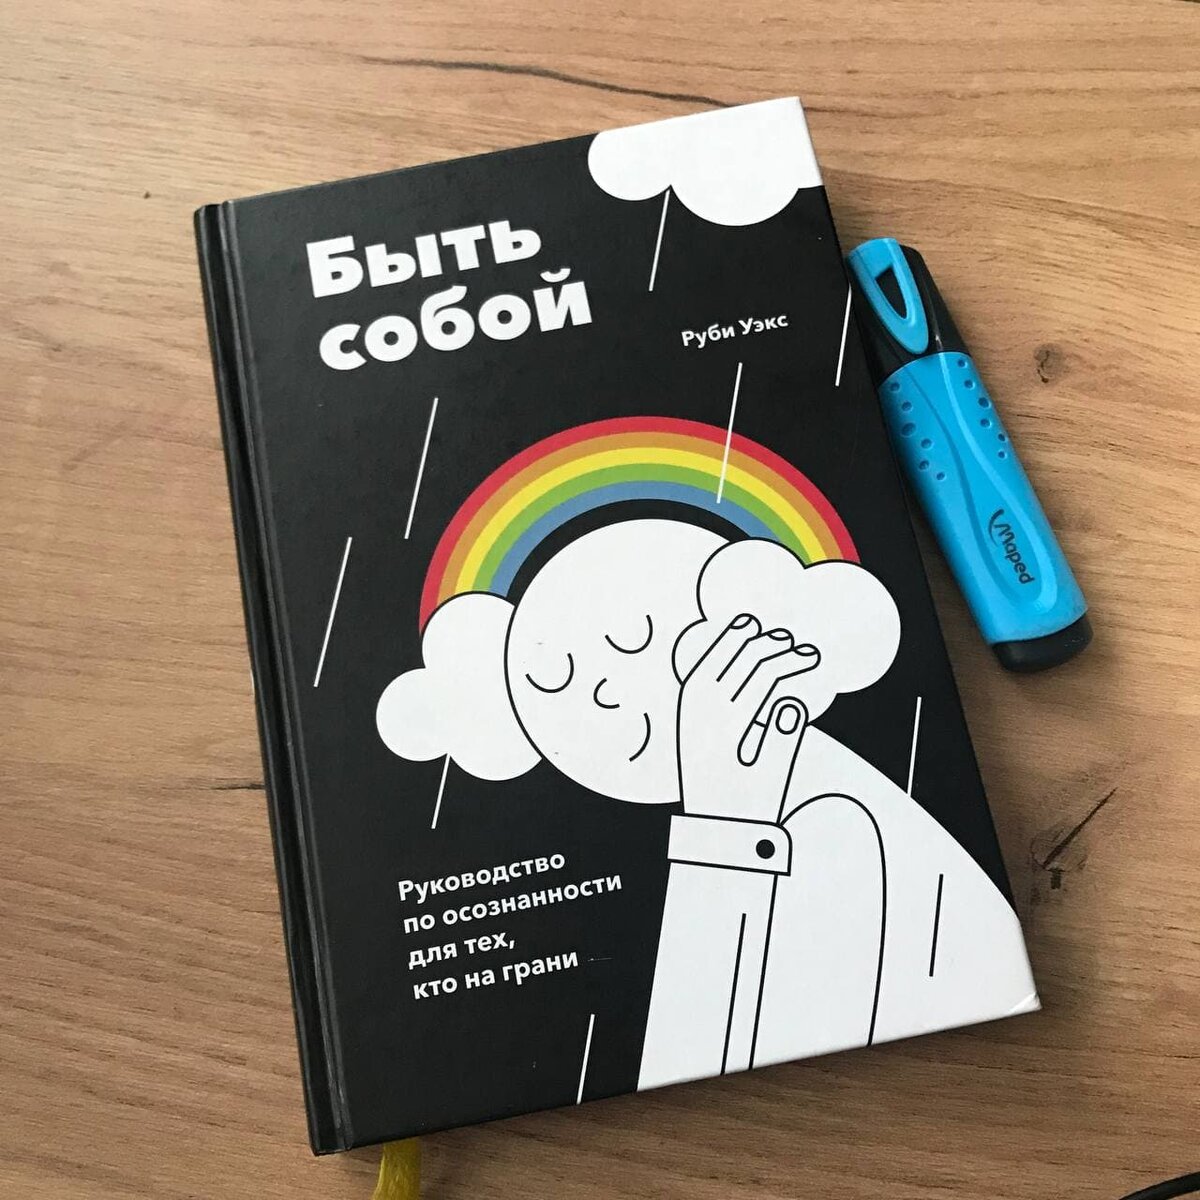 Быть
собой
Руби Уэкс
Maped
Руководство
по осознанности
для тех,
кто на грани